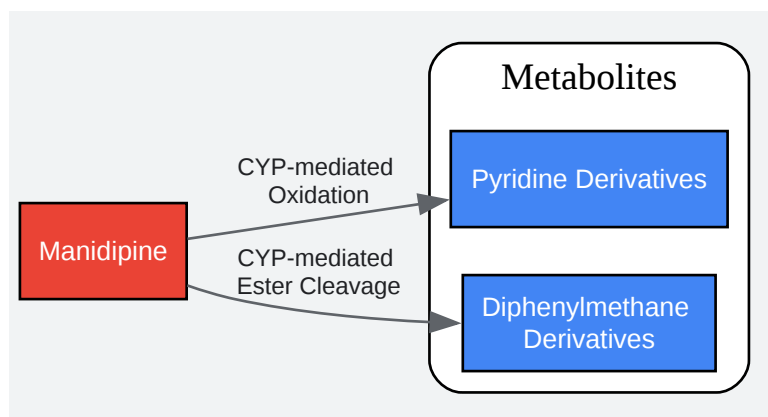 Metabolites
CYP-mediated
Oxidation
Pyridine Derivatives
Manidipine
CYP-mediated
Ester Cleavage
Diphenylmethane
Derivatives